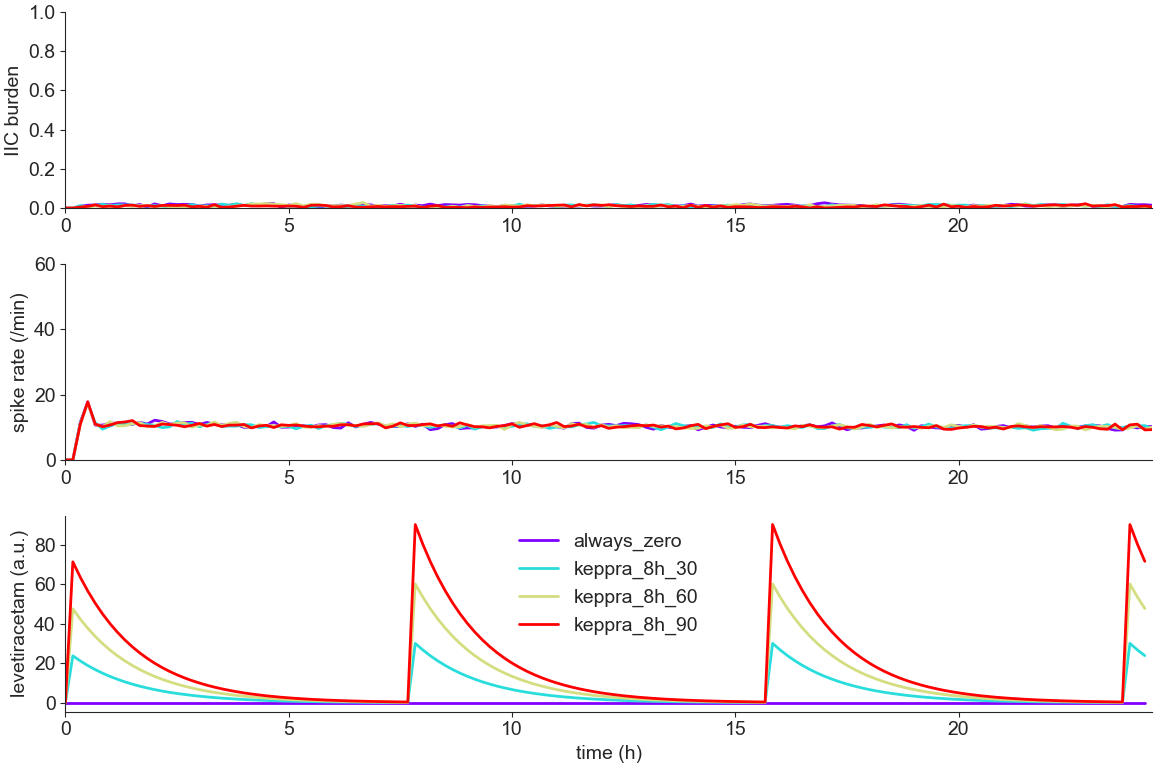 IIC burden
1.0
0.8
0.6
0.4
0.2
0.0
0 5 10 15 20
spike rate (/min)
60
40
20
0
0 5 10 15 20
levetiracetam (a.u.)
80
60
40
20
0
always_zero
keppra_8h_30
keppra_8h_60
keppra_8h_90
0 5 10 15 20
time (h)